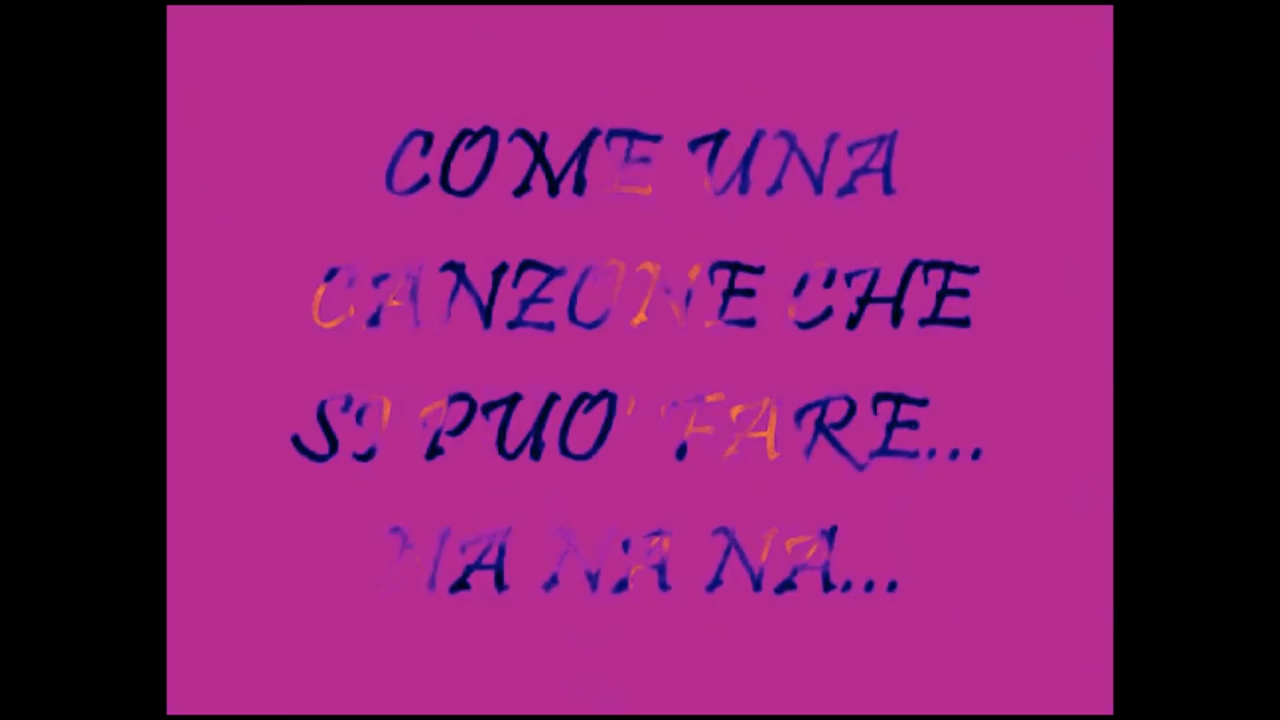 COME UNA
CANZONE CHE
SI PUO' FARE...
NA NA NA...